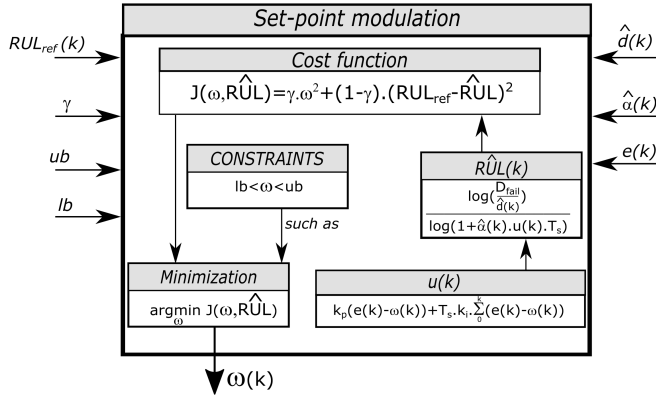 Set-point modulation
RUL_ref(k)
γ
ub
lb
d̂(k)
α̂(k)
e(k)
Cost function
J(ω,RÛL)=γ.ω²+(1-γ).(RUL_ref-RÛL)²
CONSTRAINTS
lb<ω<ub
such as
RÛL(k)
log(D_fail/d̂(k))
log(1+α̂(k).u(k).T_s)
Minimization
argmin J(ω,RÛL)
ω
u(k)
k_p(e(k)-ω(k))+T_s.k_i.∑_0^k(e(k)-ω(k))
ω(k)